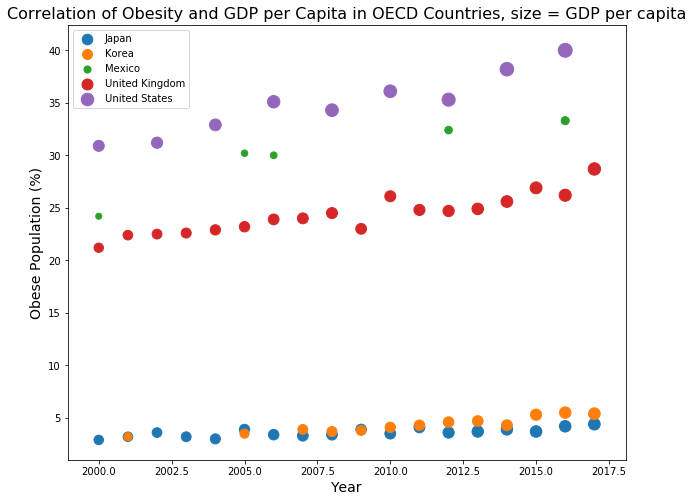 Correlation of Obesity and GDP per Capita in OECD Countries, size = GDP per capita
Japan
Korea
Mexico
United Kingdom
United States
Obese Population (%)
40
35
30
25
20
15
10
5
2000.0 2002.5 2005.0 2007.5 2010.0 2012.5 2015.0 2017.5
Year